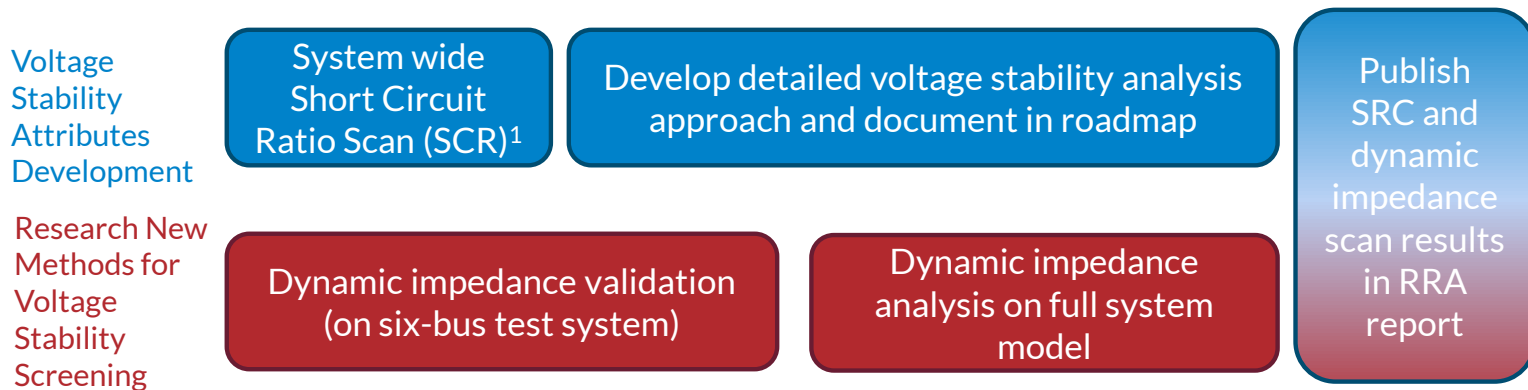 Voltage
Stability
Attributes
Development
System wide
Short Circuit
Ratio Scan (SCR)¹
Develop detailed voltage stability analysis
approach and document in roadmap
Publish
SRC and
dynamic
impedance
scan results
in RRA
report
Research New
Methods for
Voltage
Stability
Screening
Dynamic impedance validation
(on six-bus test system)
Dynamic impedance
analysis on full system
model